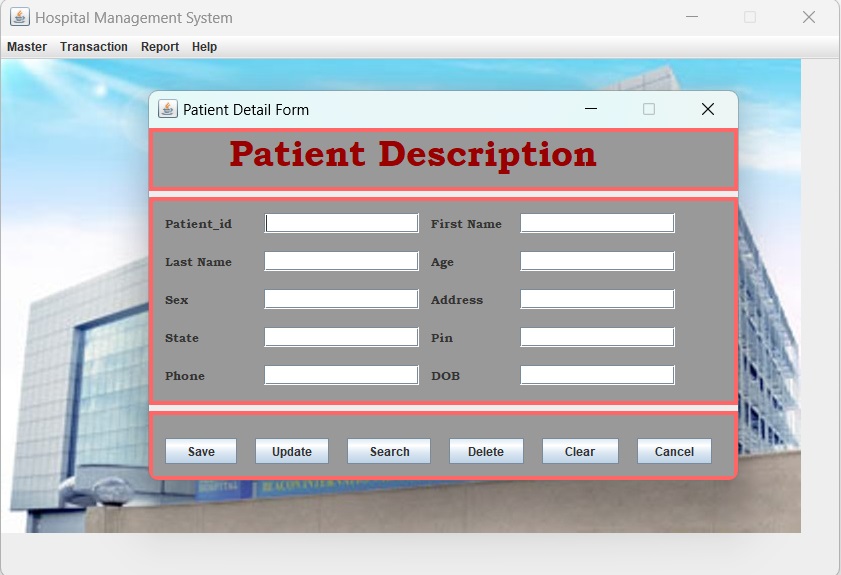 Hospital Management System
Master Transaction Report Help
Patient Detail Form
Patient Description
Patient_id First Name
Last Name Age
Sex Address
State Pin
Phone DOB
Save Update Search Delete Clear Cancel
HOSPITAL